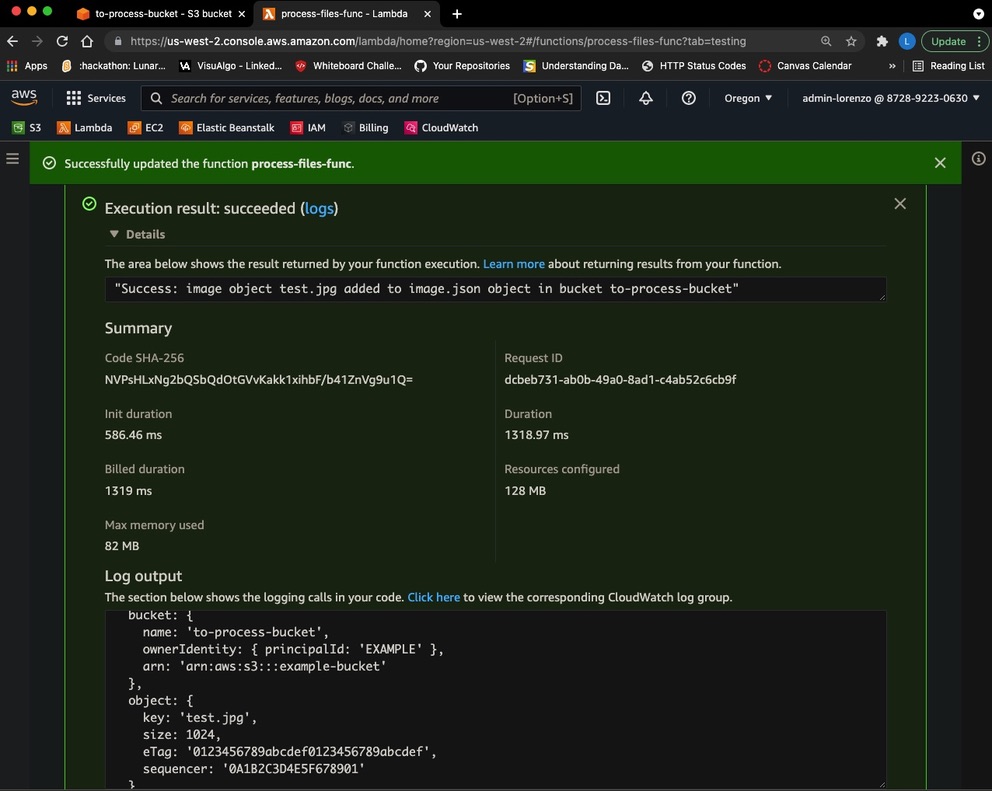 to-process-bucket - S3 bucket
process-files-func - Lambda
https://us-west-2.console.aws.amazon.com/lambda/home?region=us-west-2#/functions/process-files-func?tab=testing
L
Update
Apps
:hackathon: Lunar...
VisuAlgo - Linked...
Whiteboard Challe...
Your Repositories
Understanding Da...
HTTP Status Codes
Canvas Calendar
»
Reading List
aws
Services
Search for services, features, blogs, docs, and more
[Option+S]
Oregon
admin-lorenzo @ 8728-9223-0630
S3
Lambda
EC2
Elastic Beanstalk
IAM
Billing
CloudWatch
Successfully updated the function process-files-func.
Execution result: succeeded (logs)
Details
The area below shows the result returned by your function execution. Learn more about returning results from your function.
"Success: image object test.jpg added to image.json object in bucket to-process-bucket"
Summary
Code SHA-256
NVPsHLxNg2bQSbQdOtGVvKakk1xihbF/b41ZnVg9u1Q=
Request ID
dcbeb731-ab0b-49a0-8ad1-c4ab52c6cb9f
Init duration
586.46 ms
Duration
1318.97 ms
Billed duration
1319 ms
Resources configured
128 MB
Max memory used
82 MB
Log output
The section below shows the logging calls in your code. Click here to view the corresponding CloudWatch log group.
bucket: {
name: 'to-process-bucket',
ownerIdentity: { principalId: 'EXAMPLE' },
arn: 'arn:aws:s3:::example-bucket'
},
object: {
key: 'test.jpg',
size: 1024,
eTag: '0123456789abcdef0123456789abcdef',
sequencer: '0A1B2C3D4E5F678901'
}